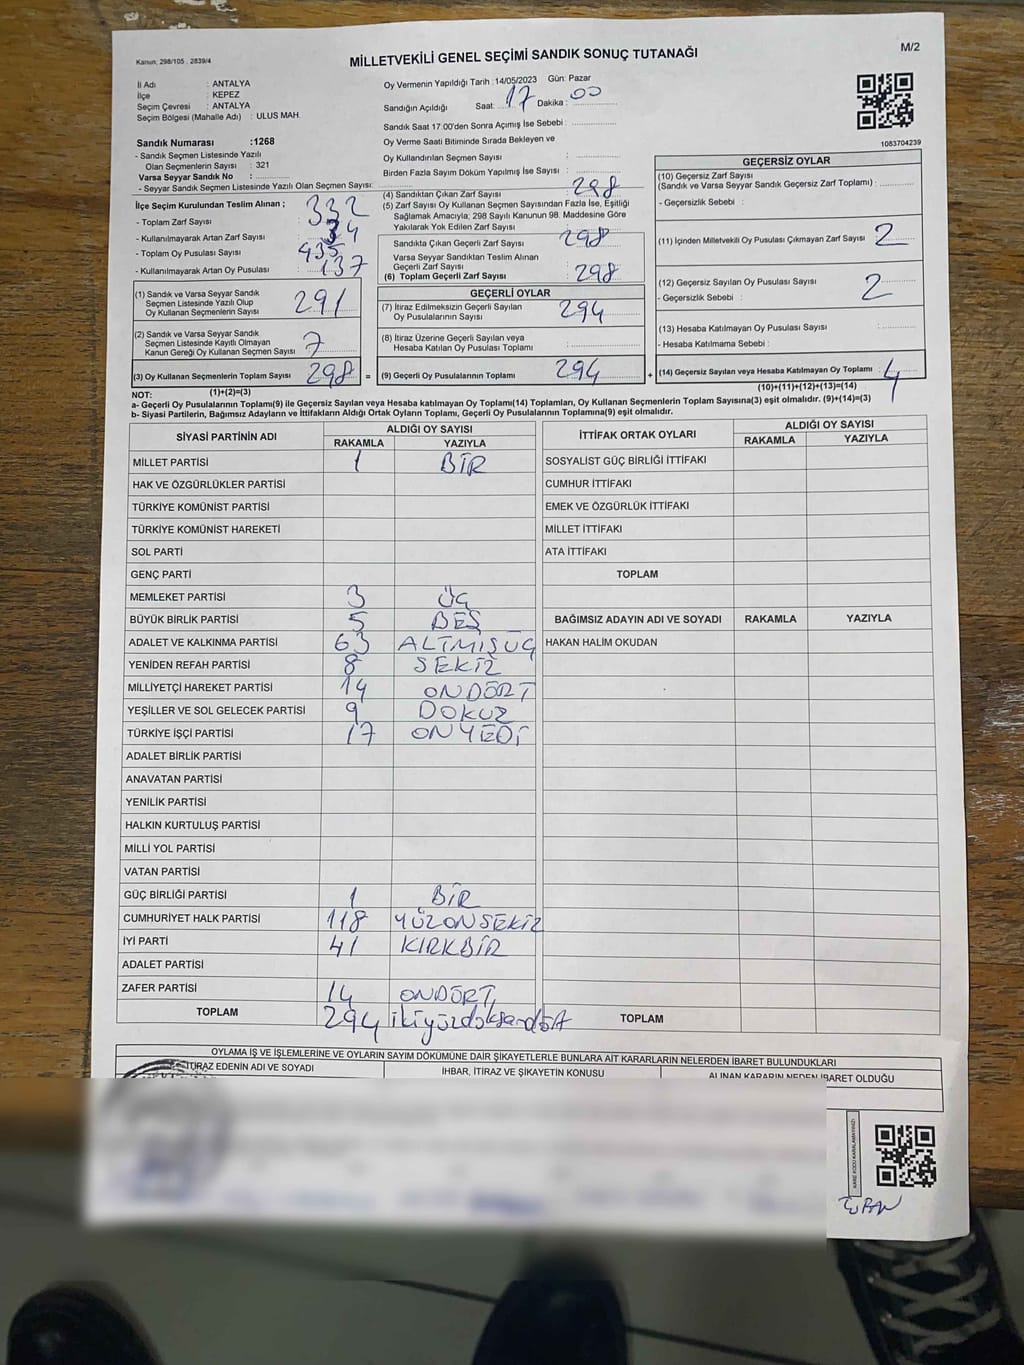 Kanun; 298/105 , 2839/4
MİLLETVEKİLİ GENEL SEÇİMİ SANDIK SONUÇ TUTANAĞI
M/2
İl Adı : ANTALYA
İlçe : KEPEZ
Seçim Çevresi : ANTALYA
Seçim Bölgesi (Mahalle Adı) : ULUS MAH.
Sandık Numarası :1268
- Sandık Seçmen Listesinde Yazılı
Olan Seçmenlerin Sayısı : 321
Varsa Seyyar Sandık No :
- Seyyar Sandık Seçmen Listesinde Yazılı Olan Seçmen Sayısı:
İlçe Seçim Kurulundan Teslim Alınan ;
- Toplam Zarf Sayısı : 332
- Kullanılmayarak Artan Zarf Sayısı : 34
- Toplam Oy Pusulası Sayısı : 435
- Kullanılmayarak Artan Oy Pusulası : 137
(1) Sandık ve Varsa Seyyar Sandık
Seçmen Listesinde Yazılı Olup
Oy Kullanan Seçmenlerin Sayısı : 291
(2) Sandık ve Varsa Seyyar Sandık
Seçmen Listesinde Kayıtlı Olmayan
Kanun Gereği Oy Kullanan Seçmen Sayısı : 7
(3) Oy Kullanan Seçmenlerin Toplam Sayısı : 298 =
Oy Vermenin Yapıldığı Tarih : 14/05/2023 Gün: Pazar
Sandığın Açıldığı Saat: 17 Dakika : 00
Sandık Saat 17:00'den Sonra Açımış İse Sebebi :
Oy Verme Saati Bitiminde Sırada Bekleyen ve
Oy Kullandırılan Seçmen Sayısı :
Birden Fazla Sayım Döküm Yapılmış İse Sayısı :
(4) Sandıktan Çıkan Zarf Sayısı : 298
(5) Zarf Sayısı Oy Kullanan Seçmen Sayısından Fazla İse, Eşitliği
Sağlamak Amacıyla; 298 Sayılı Kanunun 98. Maddesine Göre
Yakılarak Yok Edilen Zarf Sayısı :
Sandıkta Çıkan Geçerli Zarf Sayısı : 298
Varsa Seyyar Sandıktan Teslim Alınan
Geçerli Zarf Sayısı :
(6) Toplam Geçerli Zarf Sayısı : 298
GEÇERLİ OYLAR
(7) İtiraz Edilmeksizin Geçerli Sayılan
Oy Pusulalarının Sayısı : 294
(8) İtiraz Üzerine Geçerli Sayılan veya
Hesaba Katılan Oy Pusulası Toplamı :
(9) Geçerli Oy Pusulalarının Toplamı : 294 +
1083704239
GEÇERSİZ OYLAR
(10) Geçersiz Zarf Sayısı
(Sandık ve Varsa Seyyar Sandık Geçersiz Zarf Toplamı) :
- Geçersizlik Sebebi :
(11) İçinden Milletvekili Oy Pusulası Çıkmayan Zarf Sayısı : 2
(12) Geçersiz Sayılan Oy Pusulası Sayısı : 2
- Geçersizlik Sebebi :
(13) Hesaba Katılmayan Oy Pusulası Sayısı :
- Hesaba Katılmama Sebebi :
(14) Geçersiz Sayılan veya Hesaba Katılmayan Oy Toplamı : 4
NOT: (1)+(2)=(3) (10)+(11)+(12)+(13)=(14)
a- Geçerli Oy Pusulalarının Toplamı(9) ile Geçersiz Sayılan veya Hesaba katılmayan Oy Toplamı(14) Toplamları, Oy Kullanan Seçmenlerin Toplam Sayısına(3) eşit olmalıdır. (9)+(14)=(3)
b- Siyasi Partilerin, Bağımsız Adayların ve İttifakların Aldığı Ortak Oyların Toplamı, Geçerli Oy Pusulalarının Toplamına(9) eşit olmalıdır.
SİYASİ PARTİNİN ADI ALDIĞI OY SAYISI
RAKAMLA YAZIYLA
MİLLET PARTİSİ 1 BİR
HAK VE ÖZGÜRLÜKLER PARTİSİ
TÜRKİYE KOMÜNİST PARTİSİ
TÜRKİYE KOMÜNİST HAREKETİ
SOL PARTİ
GENÇ PARTİ
MEMLEKET PARTİSİ 3 ÜÇ
BÜYÜK BİRLİK PARTİSİ 5 BEŞ
ADALET VE KALKINMA PARTİSİ 63 ALTMIŞÜÇ
YENİDEN REFAH PARTİSİ 8 SEKİZ
MİLLİYETÇİ HAREKET PARTİSİ 14 ONDÖRT
YEŞİLLER VE SOL GELECEK PARTİSİ 9 DOKUZ
TÜRKİYE İŞÇİ PARTİSİ 17 ONYEDİ
ADALET BİRLİK PARTİSİ
ANAVATAN PARTİSİ
YENİLİK PARTİSİ
HALKIN KURTULUŞ PARTİSİ
MİLLİ YOL PARTİSİ
VATAN PARTİSİ
GÜÇ BİRLİĞİ PARTİSİ 1 BİR
CUMHURİYET HALK PARTİSİ 118 YÜZONSEKİZ
İYİ PARTİ 41 KIRKBİR
ADALET PARTİSİ
ZAFER PARTİSİ 14 ONDÖRT
TOPLAM 294 ikiyüzdoksandört
İTTİFAK ORTAK OYLARI ALDIĞI OY SAYISI
RAKAMLA YAZIYLA
SOSYALİST GÜÇ BİRLİĞİ İTTİFAKI
CUMHUR İTTİFAKI
EMEK VE ÖZGÜRLÜK İTTİFAKI
MİLLET İTTİFAKI
ATA İTTİFAKI
TOPLAM
BAĞIMSIZ ADAYIN ADI VE SOYADI RAKAMLA YAZIYLA
HAKAN HALİM OKUDAN
TOPLAM
OYLAMA İŞ VE İŞLEMLERİNE VE OYLARIN SAYIM DÖKÜMÜNE DAİR ŞİKAYETLERLE BUNLARA AİT KARARLARIN NELERDEN İBARET BULUNDUKLARI
İTİRAZ EDENİN ADI VE SOYADI İHBAR, İTİRAZ VE ŞİKAYETİN KONUSU ALINAN KARARIN NEDEN İBARET OLDUĞU